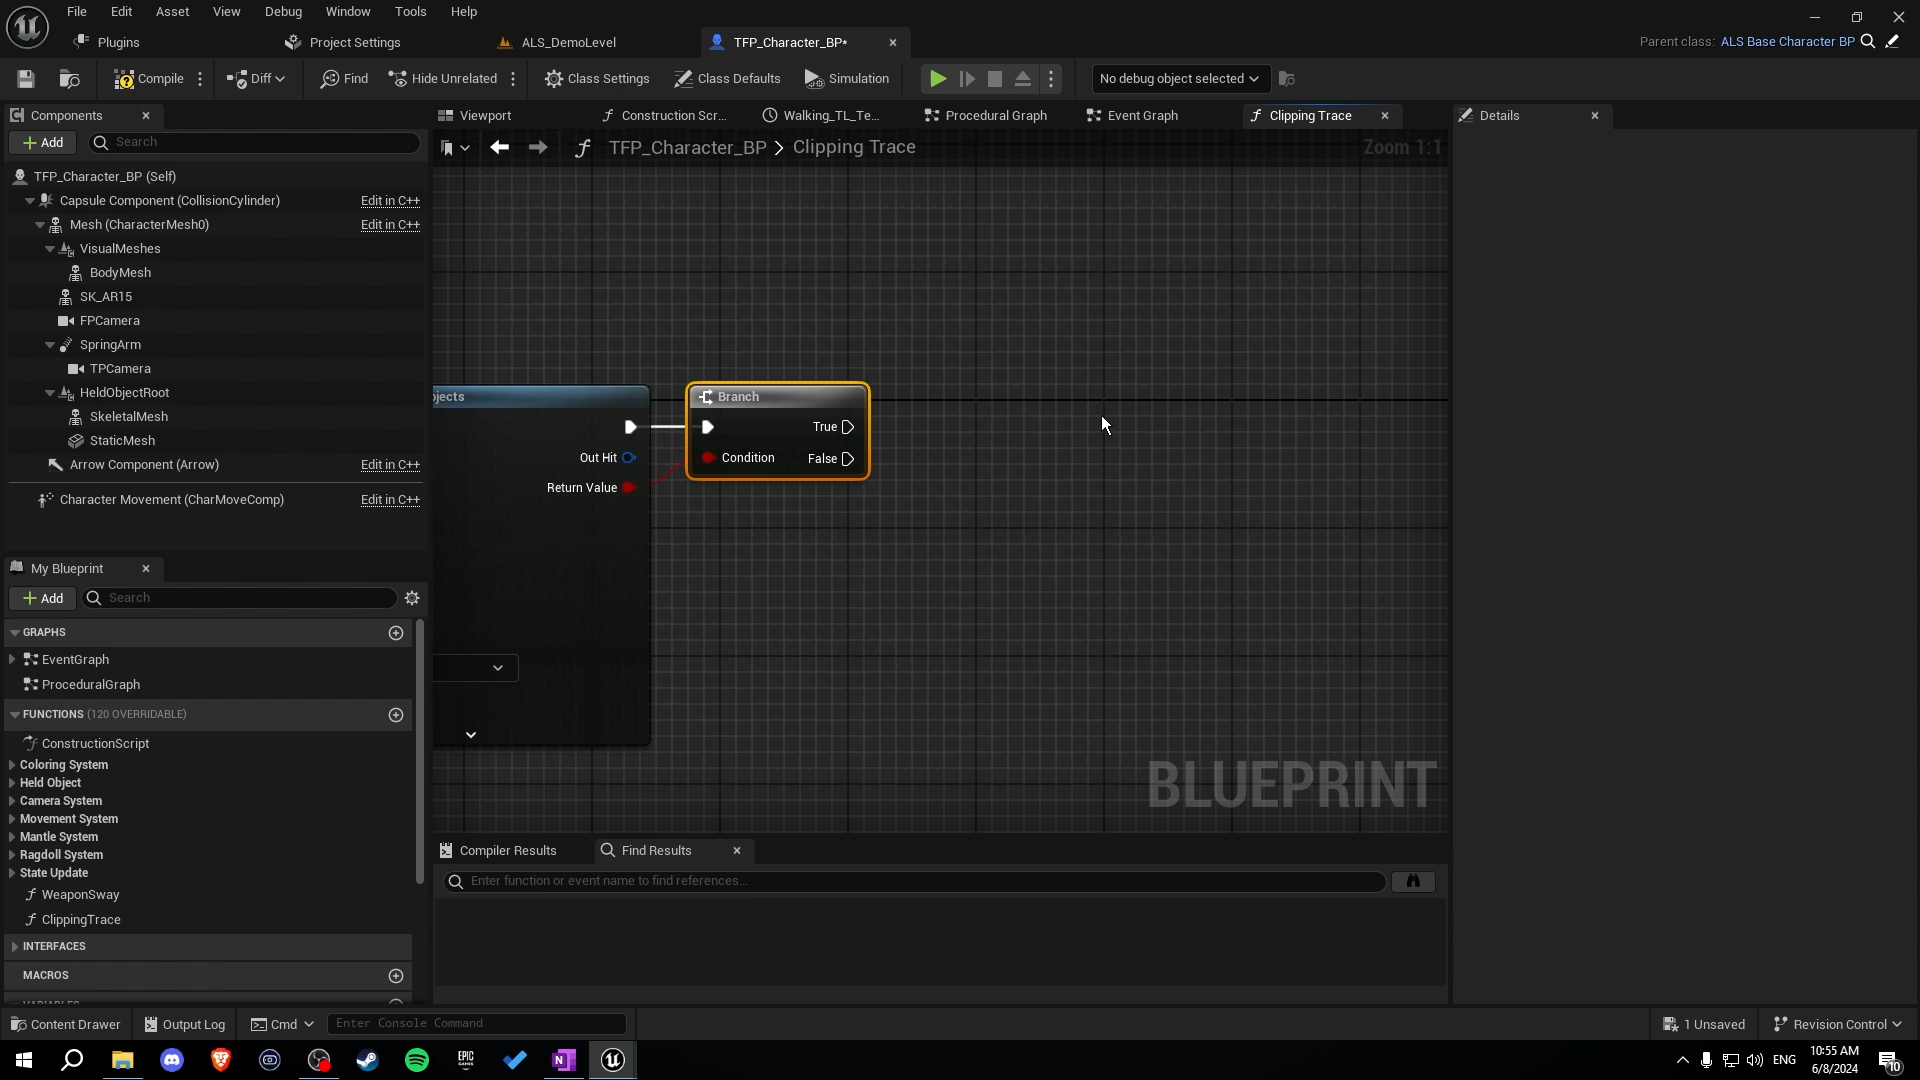 File Edit Asset View Debug Window Tools Help
Plugins Project Settings ALS_DemoLevel TFP_Character_BP* Parent class: ALS Base Character BP
Compile Diff Find Hide Unrelated Class Settings Class Defaults Simulation No debug object selected
Components
Add Search
TFP_Character_BP (Self)
Capsule Component (CollisionCylinder) Edit in C++
Mesh (CharacterMesh0) Edit in C++
VisualMeshes
BodyMesh
SK_AR15
FPCamera
SpringArm
TPCamera
HeldObjectRoot
SkeletalMesh
StaticMesh
Arrow Component (Arrow) Edit in C++
Character Movement (CharMoveComp) Edit in C++
My Blueprint
Add Search
GRAPHS
EventGraph
ProceduralGraph
FUNCTIONS (120 OVERRIDABLE)
ConstructionScript
Coloring System
Held Object
Camera System
Movement System
Mantle System
Ragdoll System
State Update
WeaponSway
ClippingTrace
INTERFACES
MACROS
VARIABLES
Viewport Construction Scr... Walking_TL_Te... Procedural Graph Event Graph Clipping Trace
TFP_Character_BP > Clipping Trace Zoom 1:1
jects
Out Hit
Return Value
Branch
True
Condition False
BLUEPRINT
Details
Compiler Results Find Results
Enter function or event name to find references...
Content Drawer Output Log Cmd Enter Console Command 1 Unsaved Revision Control
EPIC GAMES
ENG 10:55 AM
6/8/2024
10